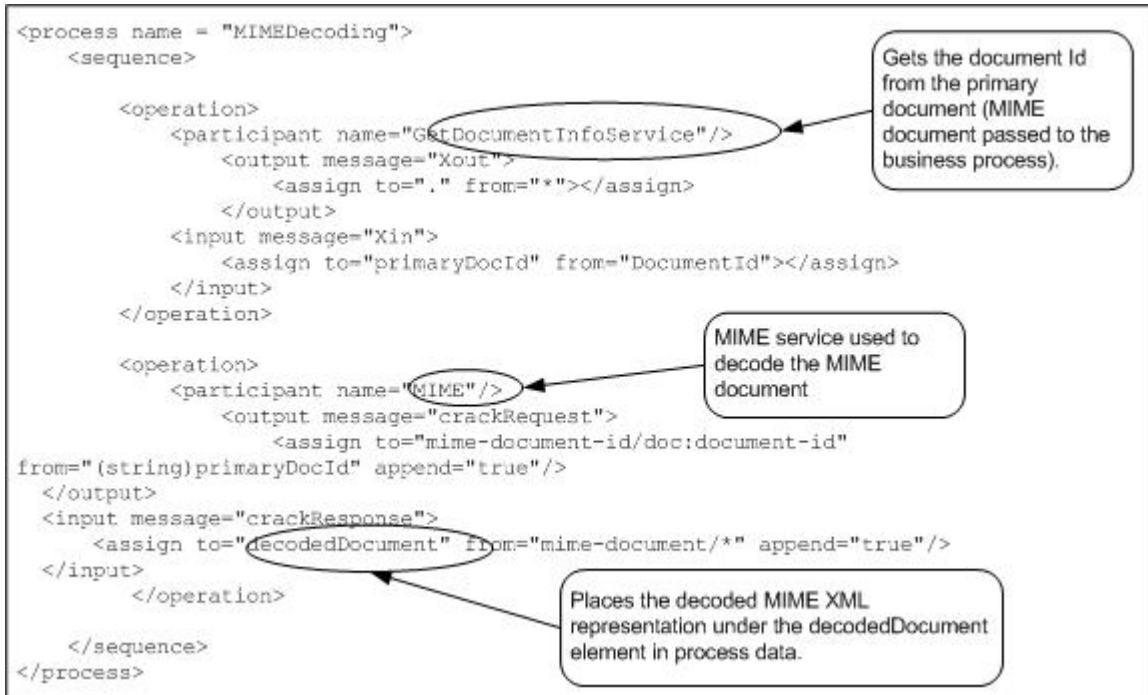 <process name = "MIMEDecoding">
<sequence>
<operation>
<participant name="GetDocumentInfoService"/>
<output message="Xout">
<assign to="." from="*"></assign>
</output>
<input message="Xin">
<assign to="primaryDocId" from="DocumentId"></assign>
</input>
</operation>
Gets the document Id
from the primary
document (MIME
document passed to the
business process).
<operation>
<participant name="MIME"/>
<output message="crackRequest">
<assign to="mime-document-id/doc:document-id"
from="(string)primaryDocId" append="true"/>
</output>
<input message="crackResponse">
<assign to="decodedDocument" from="mime-document/*" append="true"/>
</input>
</operation>
MIME service used to
decode the MIME
document
Places the decoded MIME XML
representation under the decodedDocument
element in process data.
</sequence>
</process>